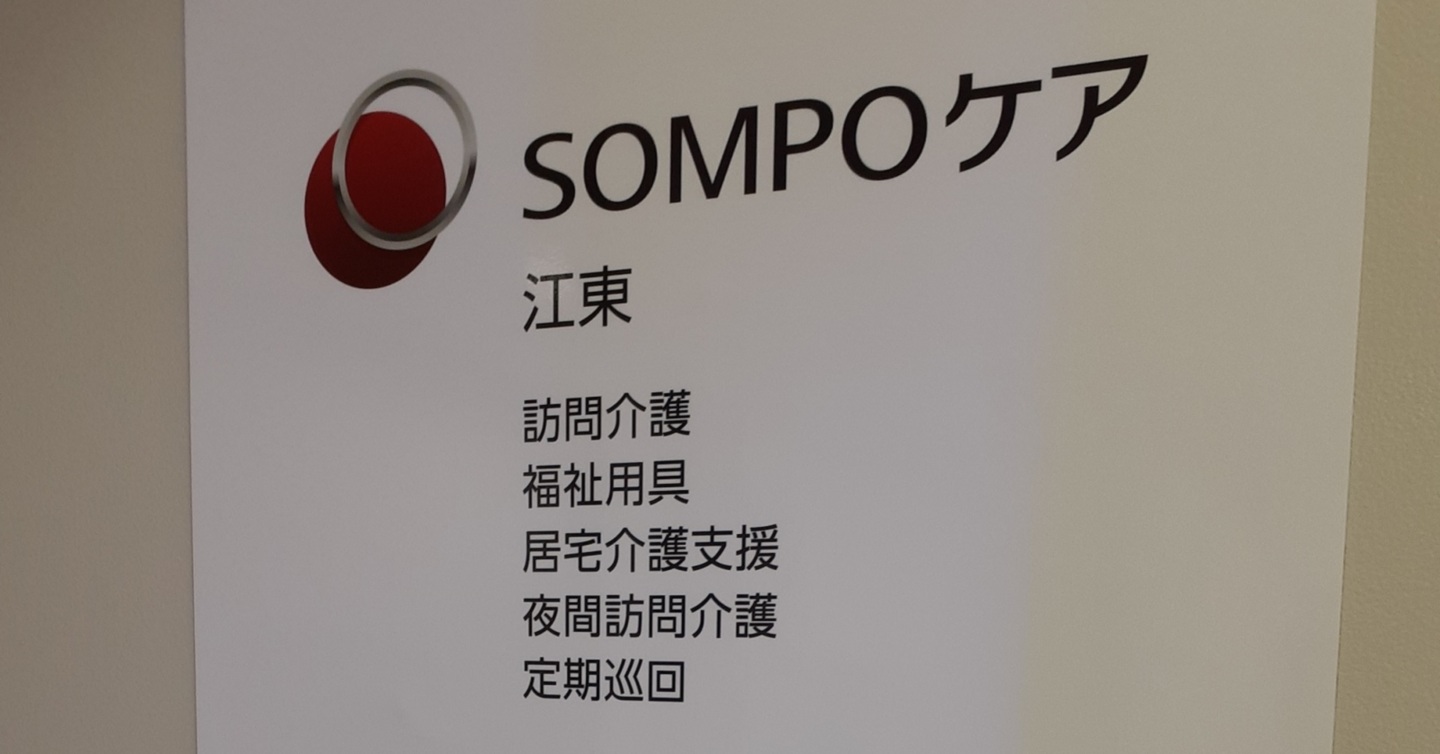 SOMPOケア
江東
訪問介護
福祉用具
居宅介護支援
夜間訪問介護
定期巡回